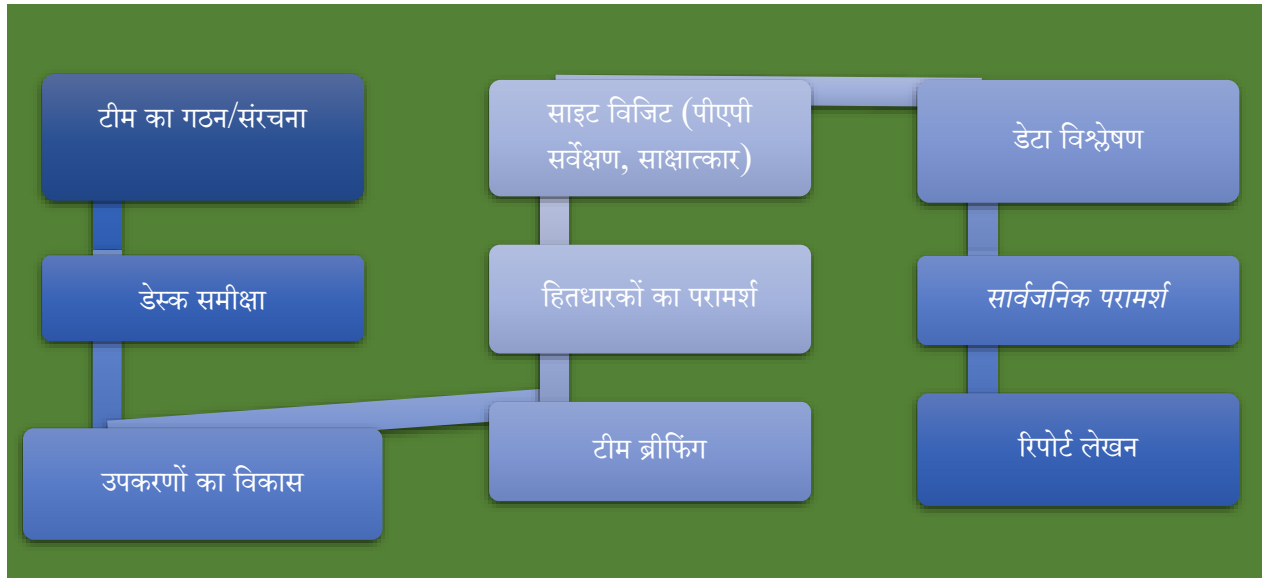 टीम का गठन/संरचना
डेस्क समीक्षा
उपकरणों का विकास
टीम ब्रीफिंग
हितधारकों का परामर्श
साइट विजिट (पीएपी
सर्वेक्षण, साक्षात्कार)
डेटा विश्लेषण
सार्वजनिक परामर्श
रिपोर्ट लेखन